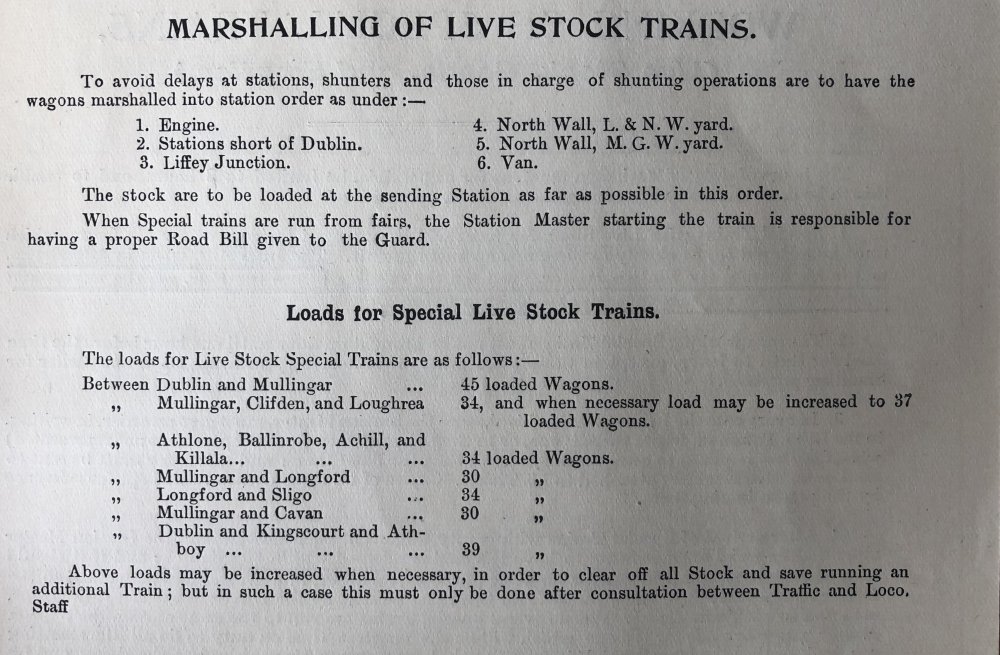 MARSHALLING OF LIVE STOCK TRAINS.
To avoid delays at stations, shunters and those in charge of shunting operations are to have the
wagons marshalled into station order as under :—
1. Engine.
2. Stations short of Dublin.
3. Liffey Junction.
4. North Wall, L. & N. W. yard.
5. North Wall, M. G. W. yard.
6. Van.
The stock are to be loaded at the sending Station as far as possible in this order.
When Special trains are run from fairs, the Station Master starting the train is responsible for
having a proper Road Bill given to the Guard.
Loads for Special Live Stock Trains.
The loads for Live Stock Special Trains are as follows :—
Between Dublin and Mullingar ... 45 loaded Wagons.
„ Mullingar, Clifden, and Loughrea 34, and when necessary load may be increased to 37
loaded Wagons.
„ Athlone, Ballinrobe, Achill, and
Killala... ... ... 34 loaded Wagons.
„ Mullingar and Longford ... 30 „
„ Longford and Sligo ... 34 „
„ Mullingar and Cavan ... 30 „
„ Dublin and Kingscourt and Ath-
boy ... ... ... 39 „
Above loads may be increased when necessary, in order to clear off all Stock and save running an
additional Train ; but in such a case this must only be done after consultation between Traffic and Loco.
Staff